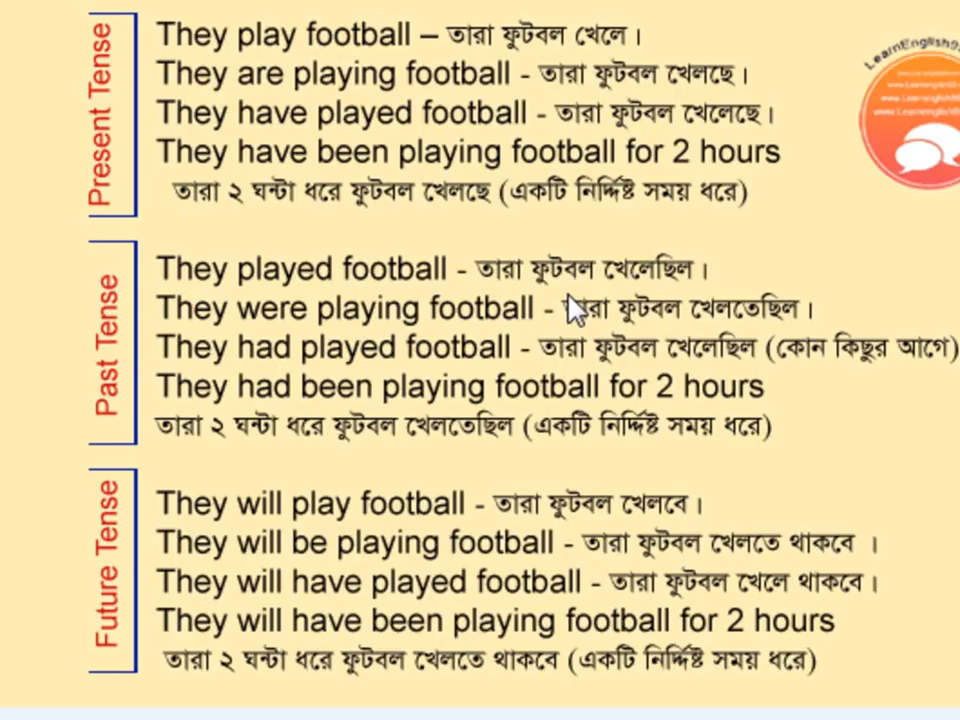 Present Tense
They play football – তারা ফুটবল খেলে।
They are playing football - তারা ফুটবল খেলছে।
They have played football - তারা ফুটবল খেলেছে।
They have been playing football for 2 hours
তারা ২ ঘন্টা ধরে ফুটবল খেলছে (একটি নির্দ্দিষ্ট সময় ধরে)
Past Tense
They played football - তারা ফুটবল খেলেছিল।
They were playing football - ফুটবল খেলতেছিল।
They had played football - তারা ফুটবল খেলেছিল (কোন কিছুর আগে)
They had been playing football for 2 hours
তারা ২ ঘন্টা ধরে ফুটবল খেলতেছিল (একটি নির্দ্দিষ্ট সময় ধরে)
Future Tense
They will play football - তারা ফুটবল খেলবে।
They will be playing football - তারা ফুটবল খেলতে থাকবে ।
They will have played football - তারা ফুটবল খেলে থাকবে।
They will have been playing football for 2 hours
তারা ২ ঘন্টা ধরে ফুটবল খেলতে থাকবে (একটি নির্দ্দিষ্ট সময় ধরে)